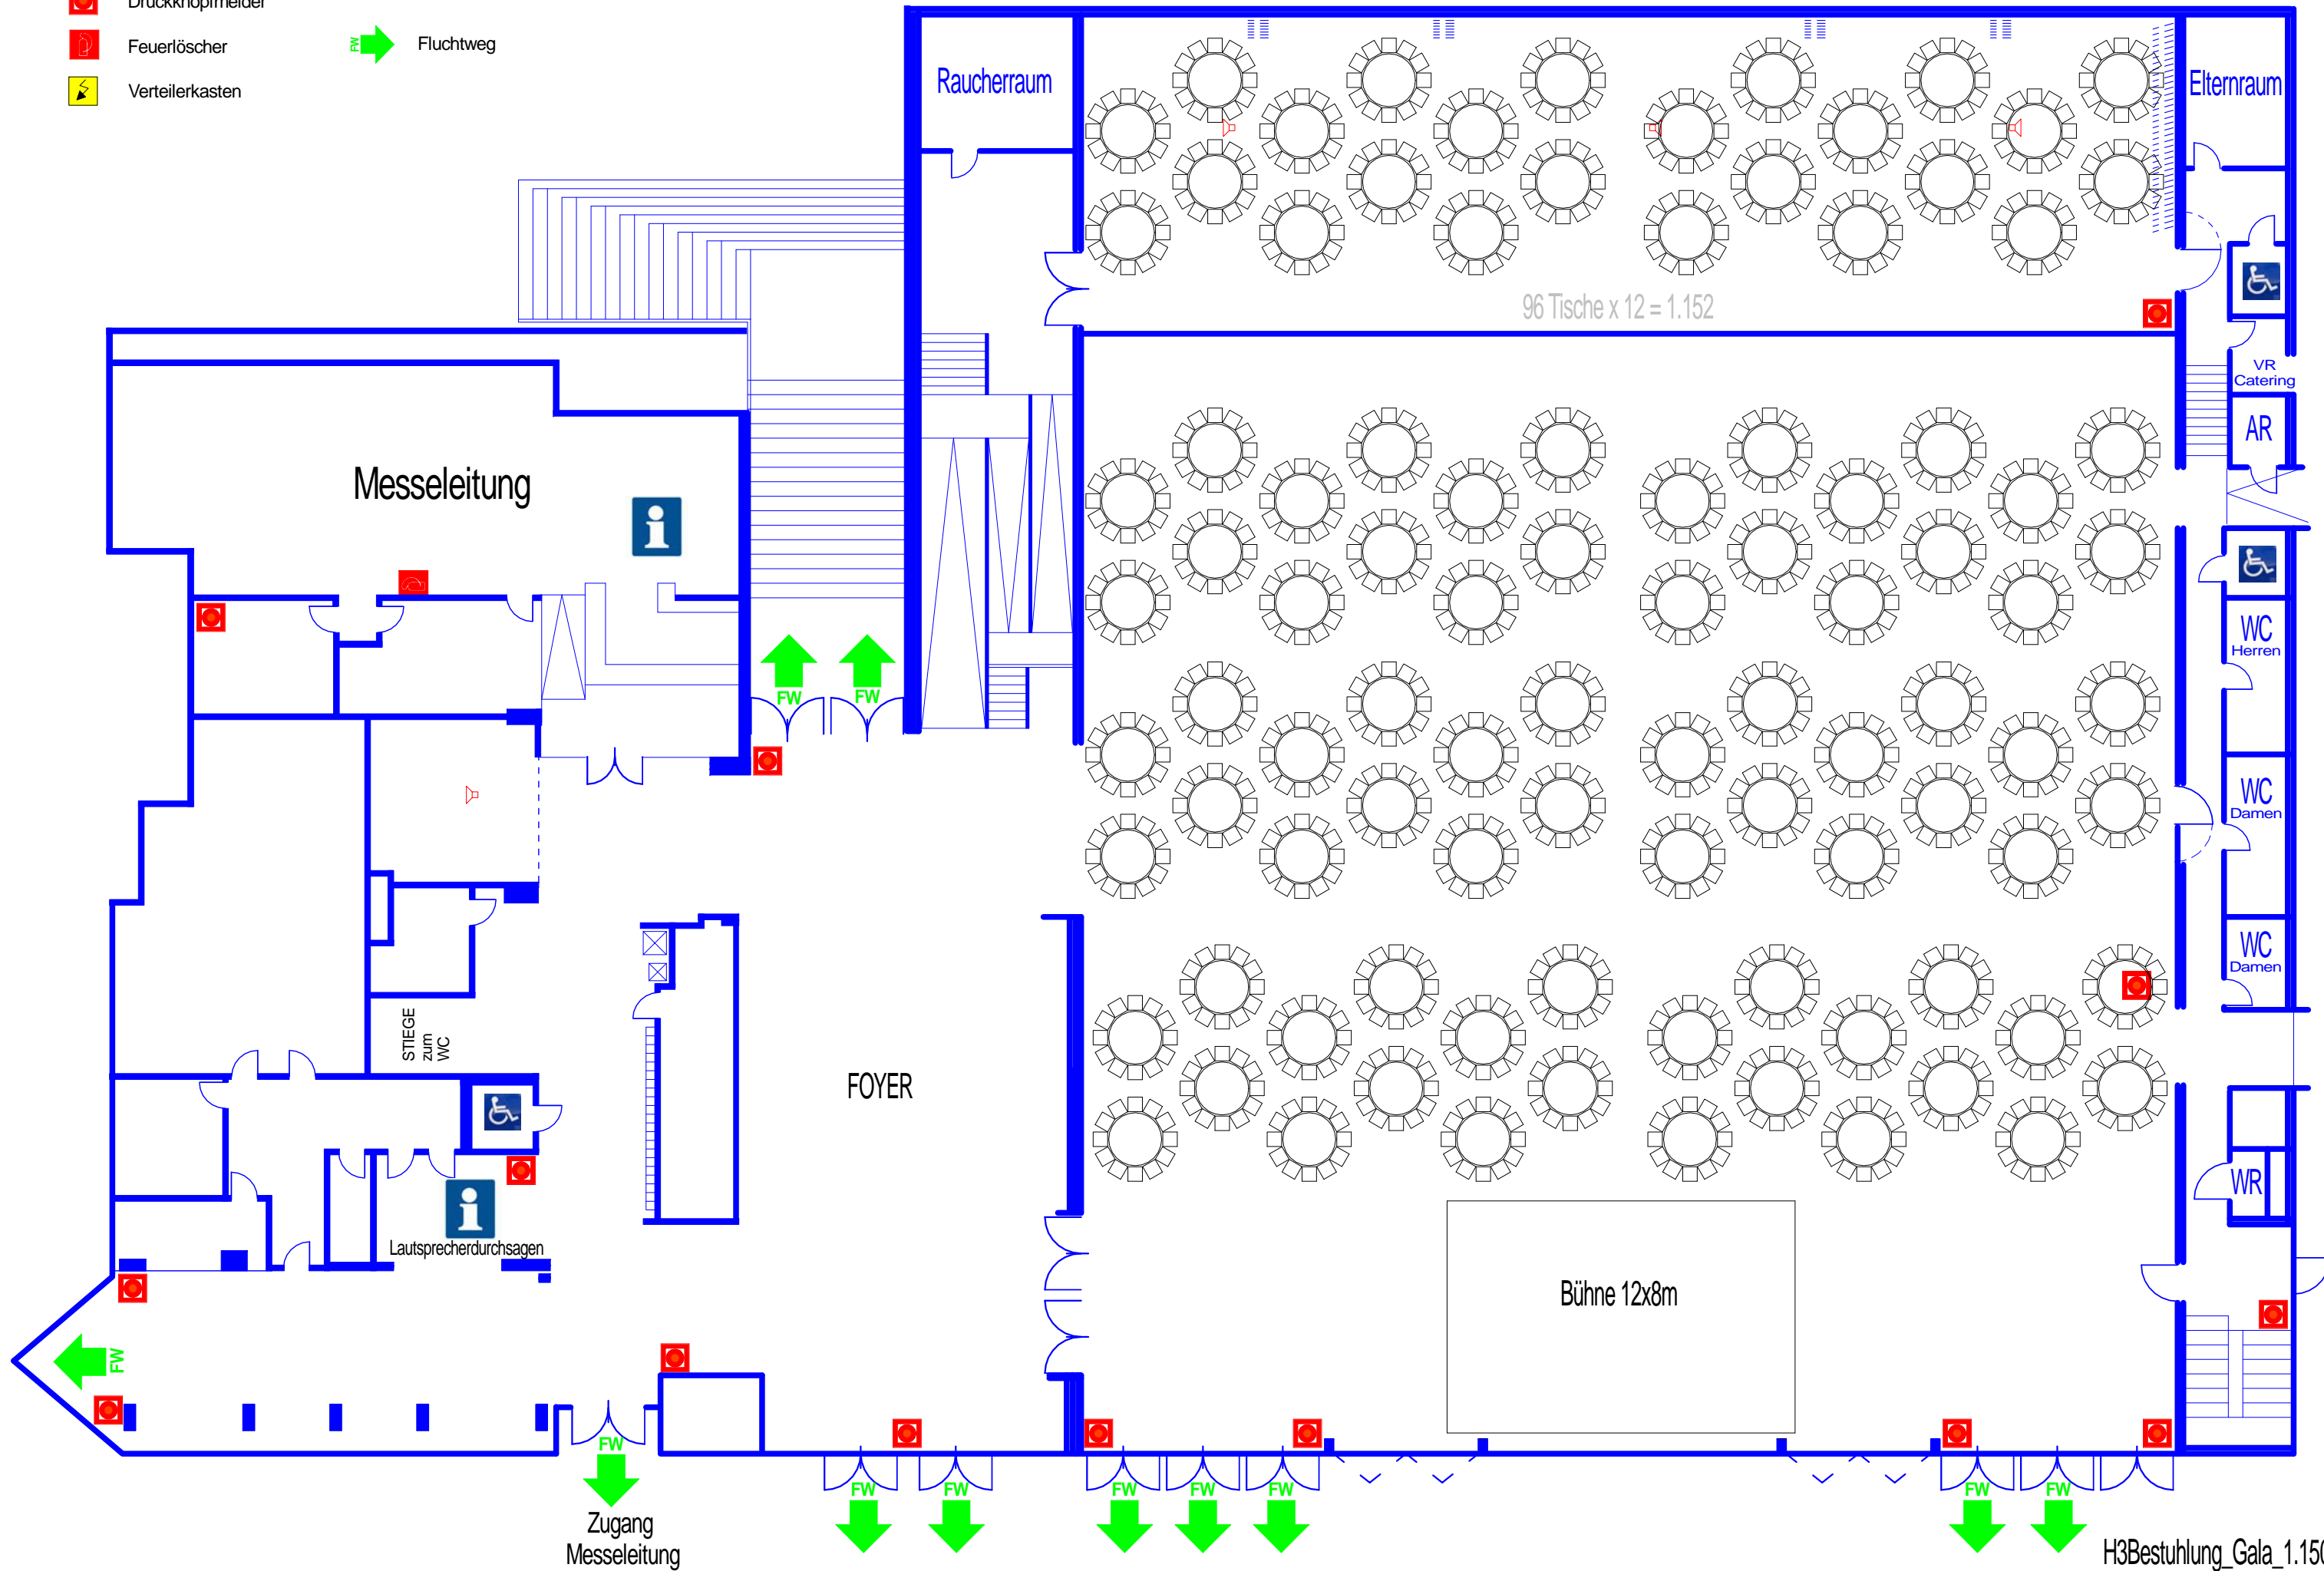 Druckknopfmelder
Feuerlöscher
FW
Fluchtweg
Verteilerkasten
Raucherraum
Elternraum
96 Tische x 12 = 1.152
VR
Catering
AR
Messeleitung
WC
Herren
FW
FW
WC
Damen
WC
Damen
STIEGE
zum
WC
FOYER
WR
Lautsprecherdurchsagen
Bühne 12x8m
FW
FW
FW
FW
FW
FW
FW
FW
FW
Zugang
Messeleitung
H3Bestuhlung_Gala_1.150